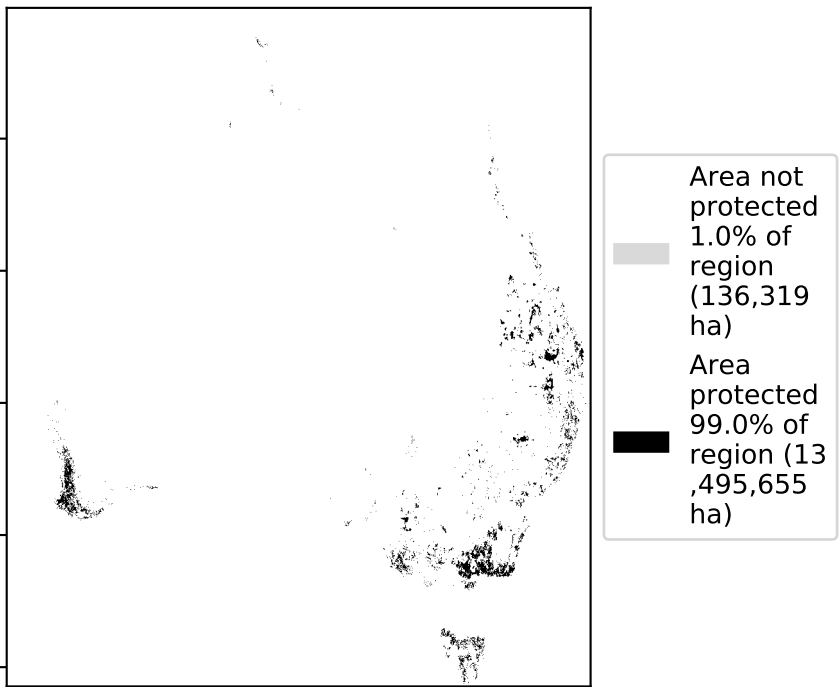 Area not
protected
1.0% of
region
(136,319
ha)
Area
protected
99.0% of
region (13
,495,655
ha)